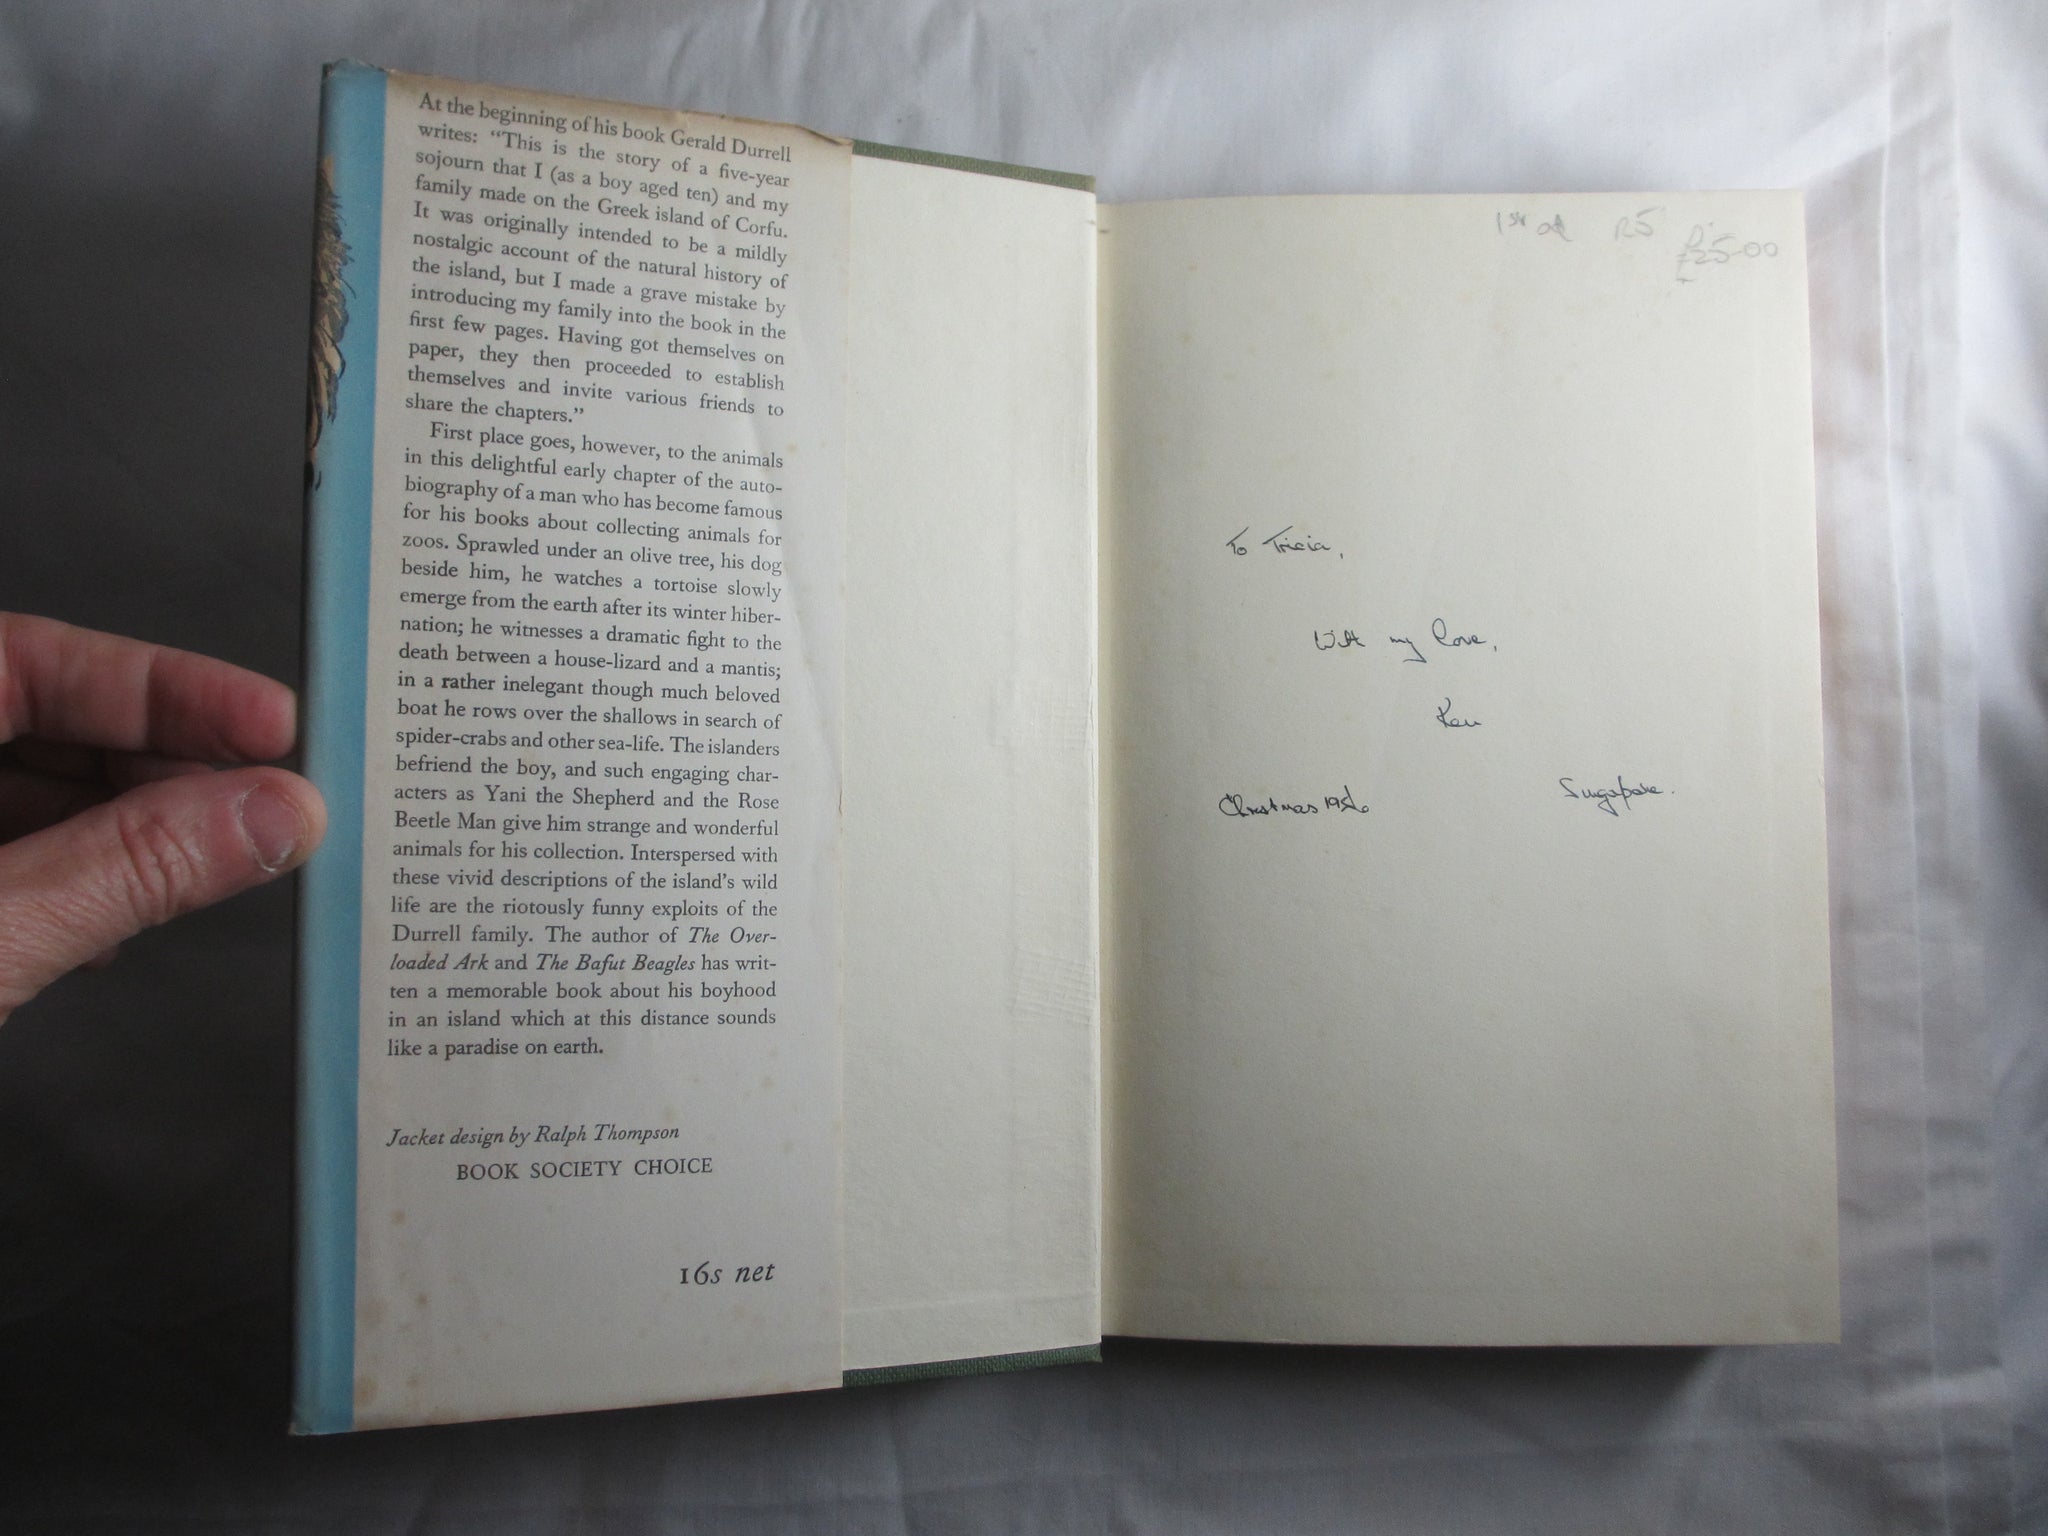 At the beginning of his book Gerald Durrell
writes: “This is the story of a five-year
sojourn that I (as a boy aged ten) and my
family made on the Greek island of Corfu.
It was originally intended to be a mildly
nostalgic account of the natural history of
the island, but I made a grave mistake by
introducing my family into the book in the
first few pages. Having got themselves on
paper, they then proceeded to establish
themselves and invite various friends to
share the chapters.”
First place goes, however, to the animals
in this delightful early chapter of the auto-
biography of a man who has become famous
for his books about collecting animals for
zoos. Sprawled under an olive tree, his dog
beside him, he watches a tortoise slowly
emerge from the earth after its winter hiber-
nation; he witnesses a dramatic fight to the
death between a house-lizard and a mantis;
in a rather inelegant though much beloved
boat he rows over the shallows in search of
spider-crabs and other sea-life. The islanders
befriend the boy, and such engaging char-
acters as Yani the Shepherd and the Rose
Beetle Man give him strange and wonderful
animals for his collection. Interspersed with
these vivid descriptions of the island’s wild
life are the riotously funny exploits of the
Durrell family. The author of The Over-
loaded Ark and The Bafut Beagles has writ-
ten a memorable book about his boyhood
in an island which at this distance sounds
like a paradise on earth.
Jacket design by Ralph Thompson
BOOK SOCIETY CHOICE
16s net
1st ed R5 £25-00
To Tricia,
With my love,
Ken
Christmas 1956 Singapore.